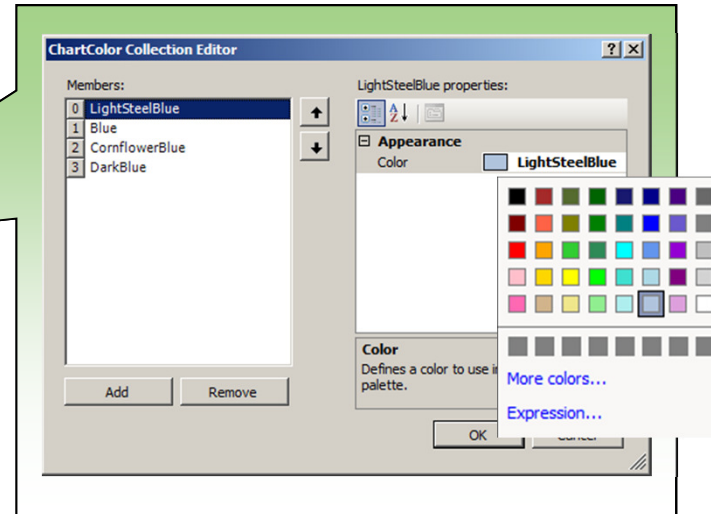 ChartColor Collection Editor
? X
Members:
0 LightSteelBlue
1 Blue
2 CornflowerBlue
3 DarkBlue
Add Remove
LightSteelBlue properties:
A Z
Appearance
Color LightSteelBlue
Color
Defines a color to use i
palette.
More colors...
Expression...
OK